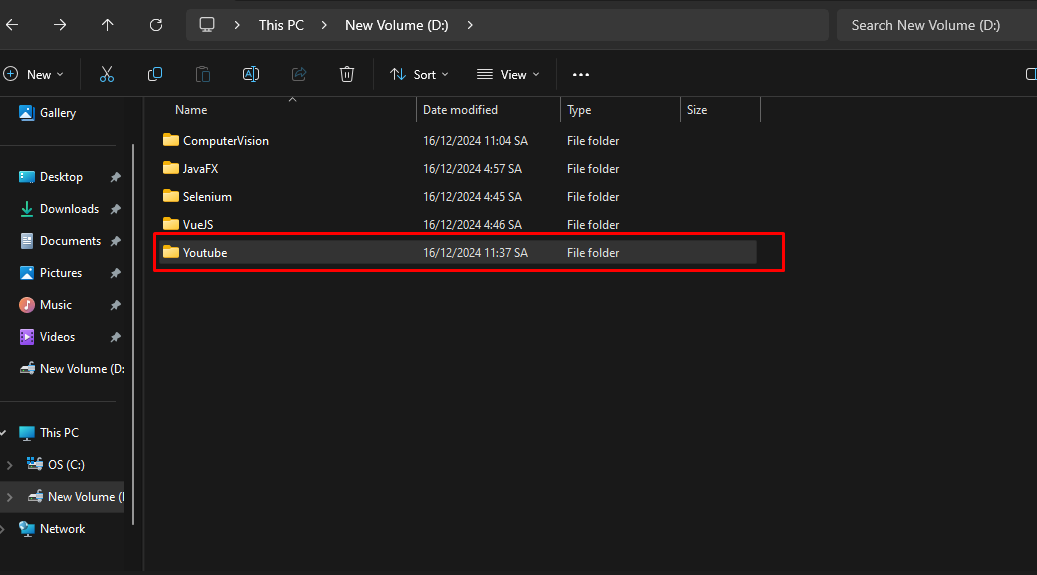 This PC > New Volume (D:) >
Search New Volume (D:)
New
Sort
View
Gallery
Desktop
Downloads
Documents
Pictures
Music
Videos
New Volume (D:
This PC
OS (C:)
New Volume (
Network
Name Date modified Type Size
ComputerVision 16/12/2024 11:04 SA File folder
JavaFX 16/12/2024 4:57 SA File folder
Selenium 16/12/2024 4:45 SA File folder
VueJS 16/12/2024 4:46 SA File folder
Youtube 16/12/2024 11:37 SA File folder